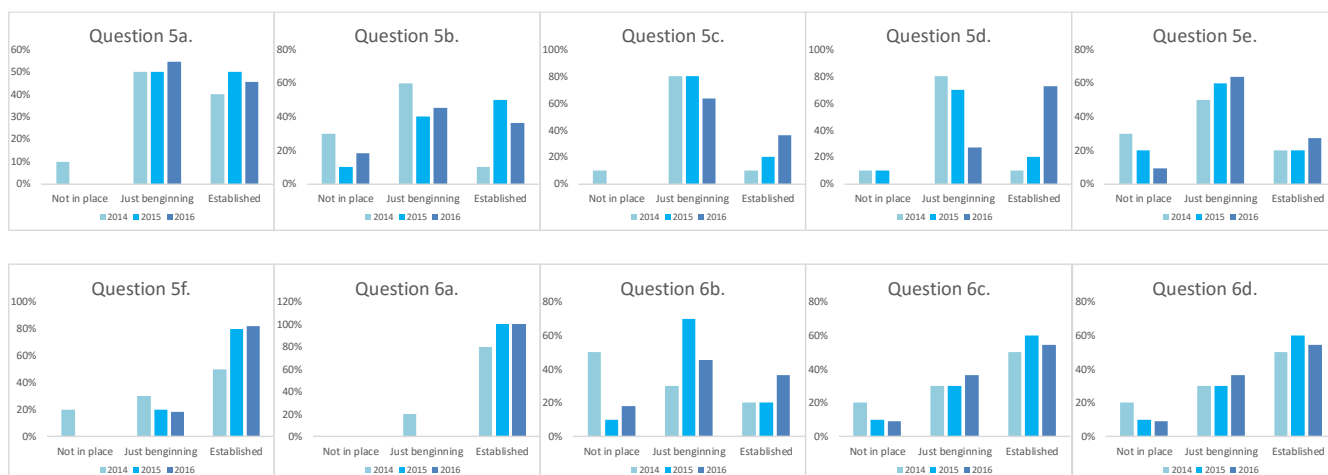 Question 5a.
60%
50%
40%
30%
20%
10%
0%
Not in place Just benginning Established
2014 2015 2016
Question 5b.
80%
60%
40%
20%
0%
Not in place Just benginning Established
2014 2015 2016
Question 5c.
100%
80%
60%
40%
20%
0%
Not in place Just benginning Established
2014 2015 2016
Question 5d.
100%
80%
60%
40%
20%
0%
Not in place Just benginning Established
2014 2015 2016
Question 5e.
80%
60%
40%
20%
0%
Not in place Just benginning Established
2014 2015 2016
Question 5f.
100%
80%
60%
40%
20%
0%
Not in place Just benginning Established
2014 2015 2016
Question 6a.
120%
100%
80%
60%
40%
20%
0%
Not in place Just benginning Established
2014 2015 2016
Question 6b.
80%
60%
40%
20%
0%
Not in place Just benginning Established
2014 2015 2016
Question 6c.
80%
60%
40%
20%
0%
Not in place Just benginning Established
2014 2015 2016
Question 6d.
80%
60%
40%
20%
0%
Not in place Just benginning Established
2014 2015 2016